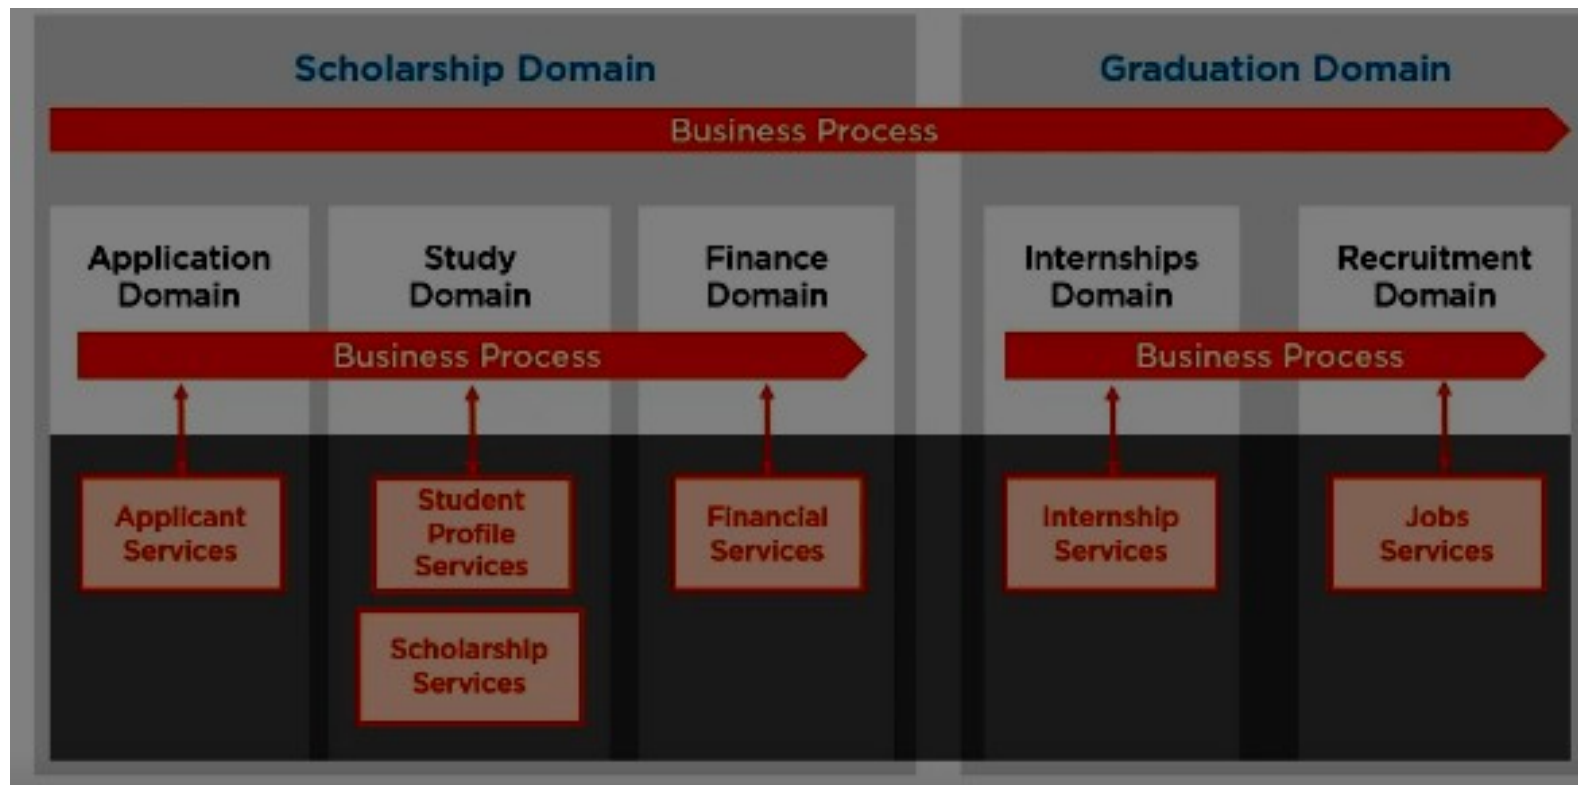 Scholarship Domain
Graduation Domain
Business Process
Application
Domain
Study
Domain
Finance
Domain
Internships
Domain
Recruitment
Domain
Business Process
Business Process
Applicant
Services
Student
Profile
Services
Financial
Services
Internship
Services
Jobs
Services
Scholarship
Services